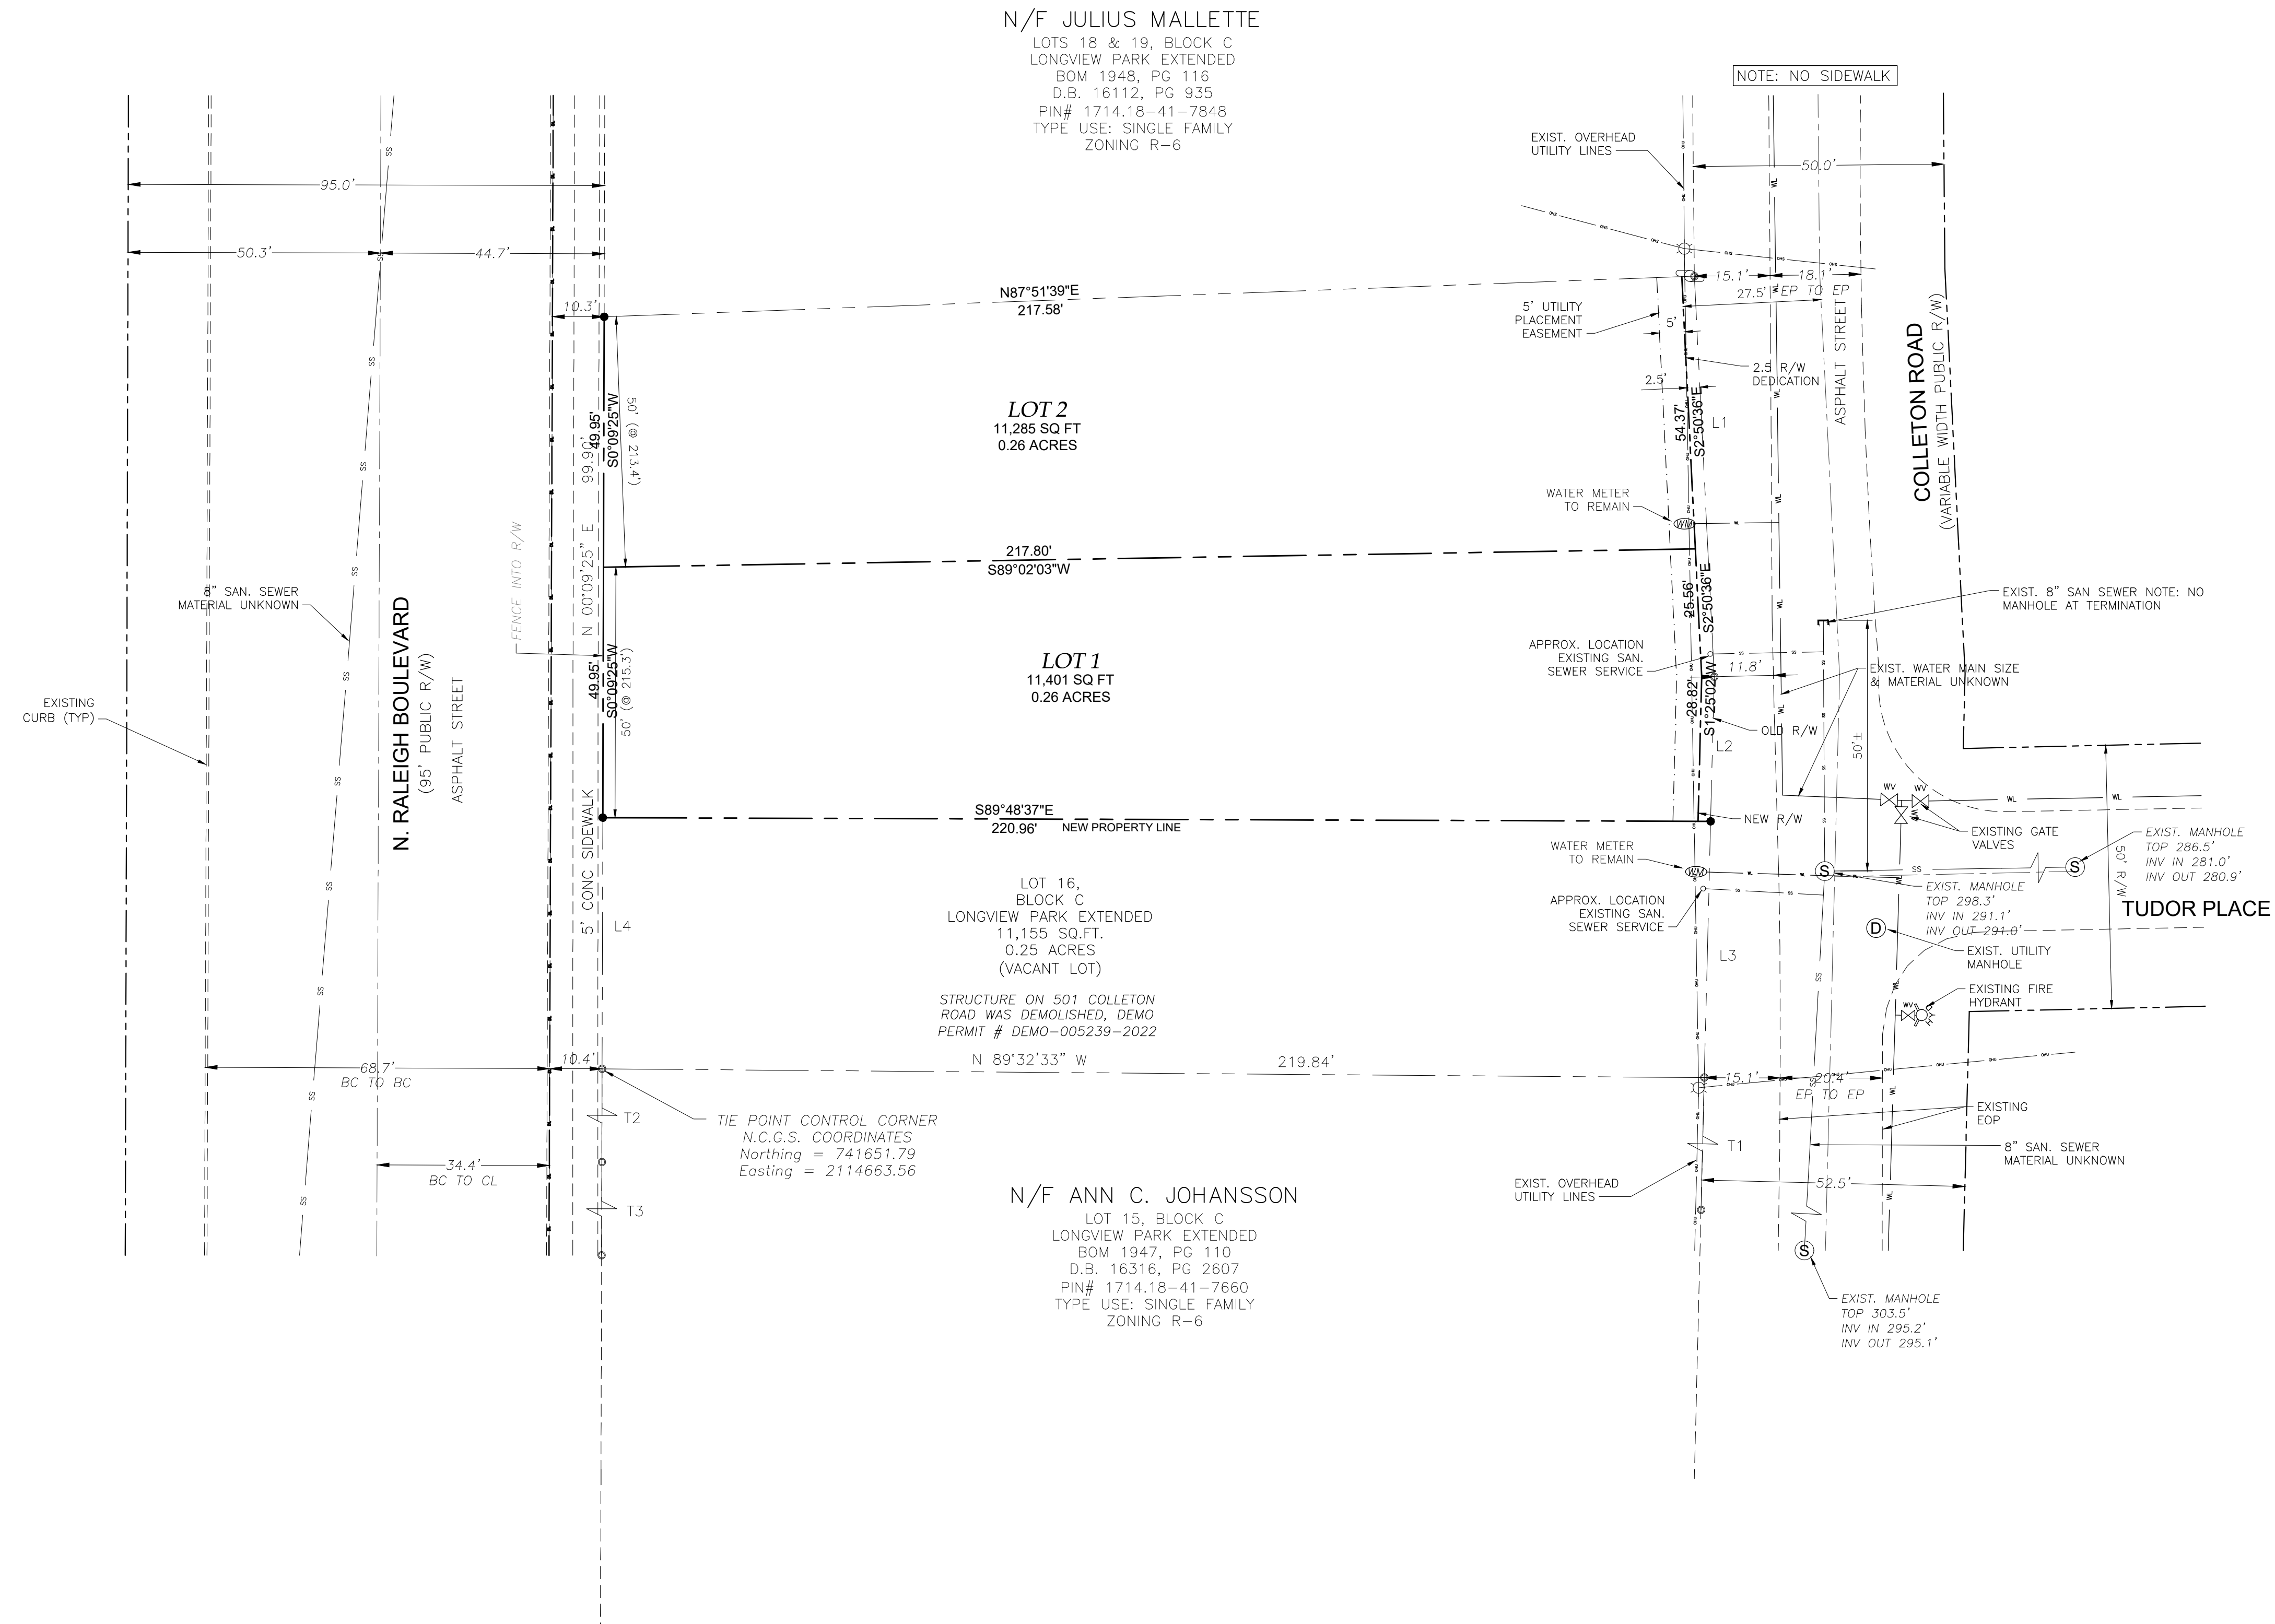 N/F JULIUS MALLETTE
LOTS 18 & 19, BLOCK C
LONGVIEW PARK EXTENDED
BOM 1948, PG 116
D.B. 16112, PG 935
PIN# 1714.18-41-7848
TYPE USE: SINGLE FAMILY
ZONING R-6
NOTE: NO SIDEWALK
EXIST. OVERHEAD
UTILITY LINES
50.0'
95.0'
50.3'
44.7'
10.3'
N87°51'39"E
217.58'
15.1'
18.1'
EP TO EP
27.5'
5' UTILITY
PLACEMENT
EASEMENT
5'
2.5 R/W
DEDICATION
2.5'
ASPHALT STREET
COLLETON ROAD
(VARIABLE WIDTH PUBLIC R/W)
LOT 2
11,285 SQ FT
0.26 ACRES
49.95'
S0°09'25"W
50' (@ 213.4')
99.90'
N 00°09'25" E
54.37'
S2°50'36"E
L1
WATER METER
TO REMAIN
WM
WL
217.80'
S89°02'03"W
FENCE INTO R/W
8" SAN. SEWER
MATERIAL UNKNOWN
N. RALEIGH BOULEVARD
(95' PUBLIC R/W)
ASPHALT STREET
EXISTING
CURB (TYP)
SS
LOT 1
11,401 SQ FT
0.26 ACRES
49.95'
S0°09'25"W
50' (@ 215.3')
25.56'
S2°50'36"E
28.82'
S1°25'02"W
APPROX. LOCATION
EXISTING SAN.
SEWER SERVICE
11.8'
OLD R/W
L2
EXIST. 8" SAN SEWER NOTE: NO
MANHOLE AT TERMINATION
EXIST. WATER MAIN SIZE
& MATERIAL UNKNOWN
50'±
WV
WV
WV
EXISTING GATE
VALVES
S89°48'37"E
220.96'
NEW PROPERTY LINE
NEW R/W
WATER METER
TO REMAIN
WM
S
S
EXIST. MANHOLE
TOP 286.5'
INV IN 281.0'
INV OUT 280.9'
EXIST. MANHOLE
TOP 298.3'
INV IN 291.1'
INV OUT 291.0'
50' R/W
TUDOR PLACE
5' CONC SIDEWALK
L4
LOT 16,
BLOCK C
LONGVIEW PARK EXTENDED
11,155 SQ.FT.
0.25 ACRES
(VACANT LOT)
STRUCTURE ON 501 COLLETON
ROAD WAS DEMOLISHED, DEMO
PERMIT # DEMO-005239-2022
APPROX. LOCATION
EXISTING SAN.
SEWER SERVICE
L3
D
EXIST. UTILITY
MANHOLE
EXISTING FIRE
HYDRANT
WV
68.7'
BC TO BC
10.4'
N 89°32'33" W
219.84'
15.1'
20.4'
EP TO EP
EXISTING
EOP
T2
TIE POINT CONTROL CORNER
N.C.G.S. COORDINATES
Northing = 741651.79
Easting = 2114663.56
T1
8" SAN. SEWER
MATERIAL UNKNOWN
34.4'
BC TO CL
T3
EXIST. OVERHEAD
UTILITY LINES
52.5'
N/F ANN C. JOHANSSON
LOT 15, BLOCK C
LONGVIEW PARK EXTENDED
BOM 1947, PG 110
D.B. 16316, PG 2607
PIN# 1714.18-41-7660
TYPE USE: SINGLE FAMILY
ZONING R-6
S
EXIST. MANHOLE
TOP 303.5'
INV IN 295.2'
INV OUT 295.1'